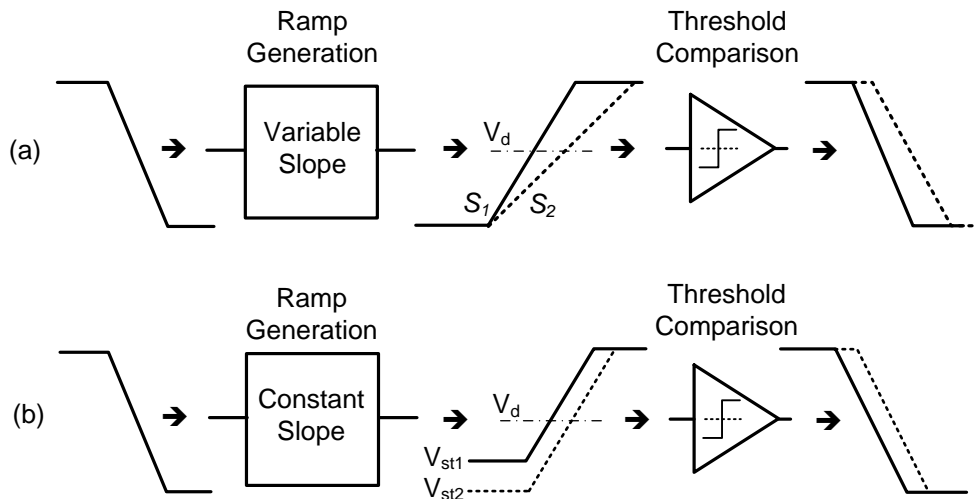 Ramp
Generation
Threshold
Comparison
(a)
Variable
Slope
V_d
S_1
S_2
Ramp
Generation
Threshold
Comparison
(b)
Constant
Slope
V_d
V_st1
V_st2